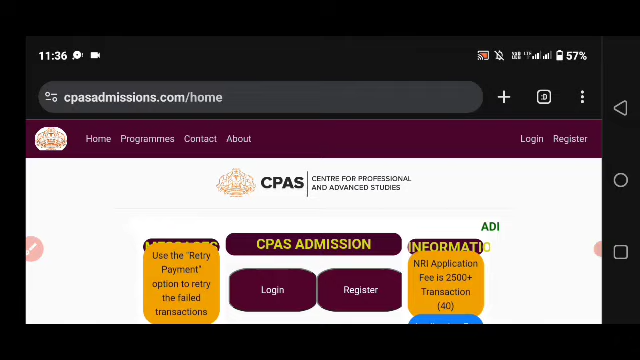 11:36
57%
cpasadmissions.com/home
:D
Home Programmes Contact About Login Register
CPAS CENTRE FOR PROFESSIONAL
AND ADVANCED STUDIES
ADI
MESSAGES
CPAS ADMISSION
INFORMATIO
Use the "Retry
Payment"
option to retry
the failed
transactions
Login
Register
NRI Application
Fee is 2500+
Transaction
(40)